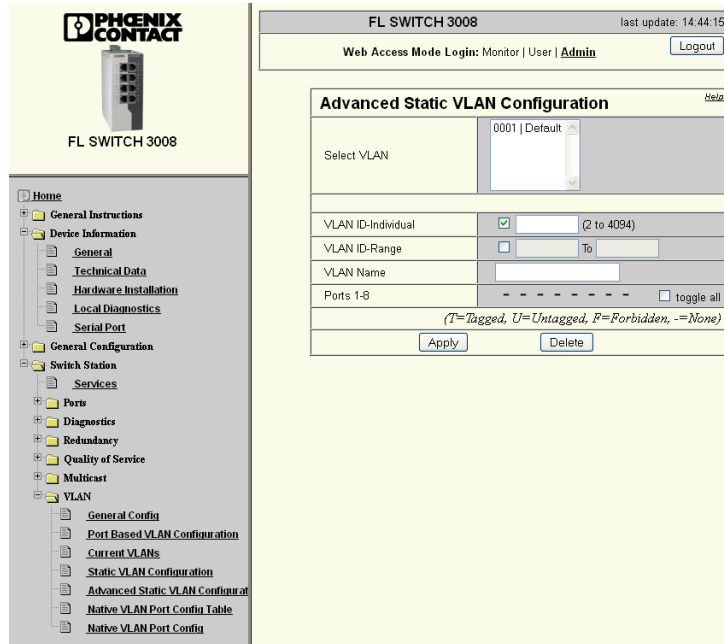 PHŒNIX
CONTACT
FL SWITCH 3008
Home
General Instructions
Device Information
General
Technical Data
Hardware Installation
Local Diagnostics
Serial Port
General Configuration
Switch Station
Services
Ports
Diagnostics
Redundancy
Quality of Service
Multicast
VLAN
General Config
Port Based VLAN Configuration
Current VLANs
Static VLAN Configuration
Advanced Static VLAN Configurat
Native VLAN Port Config Table
Native VLAN Port Config
FL SWITCH 3008 last update: 14:44:15
Web Access Mode Login: Monitor | User | Admin Logout
Advanced Static VLAN Configuration Help
Select VLAN 0001 | Default
VLAN ID-Individual (2 to 4094)
VLAN ID-Range To
VLAN Name
Ports 1-8 - - - - - - - - toggle all
(T=Tagged, U=Untagged, F=Forbidden, -=None)
Apply Delete